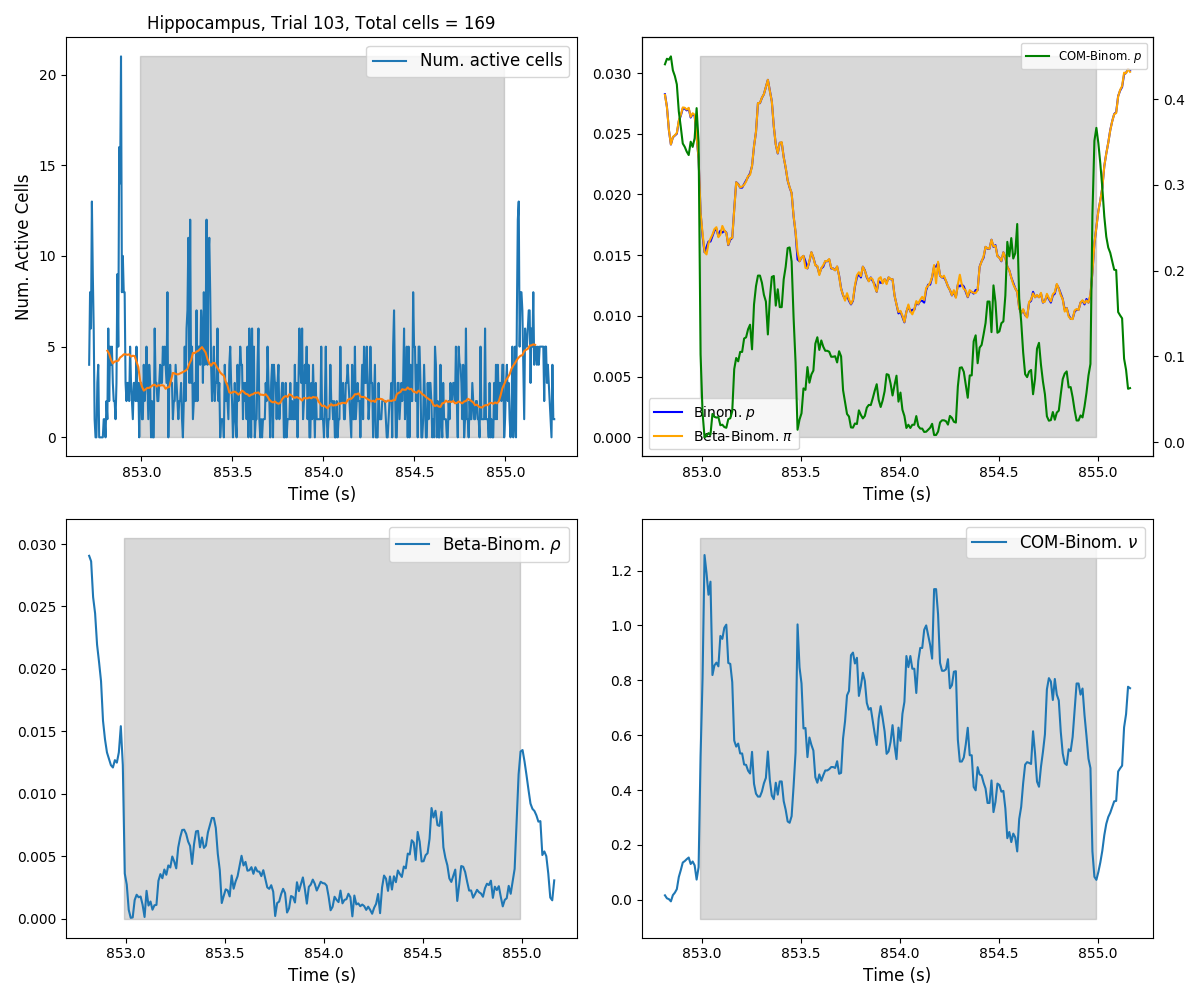 Hippocampus, Trial 103, Total cells = 169
Num. active cells
Num. Active Cells
20
15
10
5
0
853.0 853.5 854.0 854.5 855.0
Time (s)
COM-Binom. p
Binom. p
Beta-Binom. π
0.030
0.025
0.020
0.015
0.010
0.005
0.000
0.4
0.3
0.2
0.1
0.0
853.0 853.5 854.0 854.5 855.0
Time (s)
Beta-Binom. ρ
0.030
0.025
0.020
0.015
0.010
0.005
0.000
853.0 853.5 854.0 854.5 855.0
Time (s)
COM-Binom. ν
1.2
1.0
0.8
0.6
0.4
0.2
0.0
853.0 853.5 854.0 854.5 855.0
Time (s)